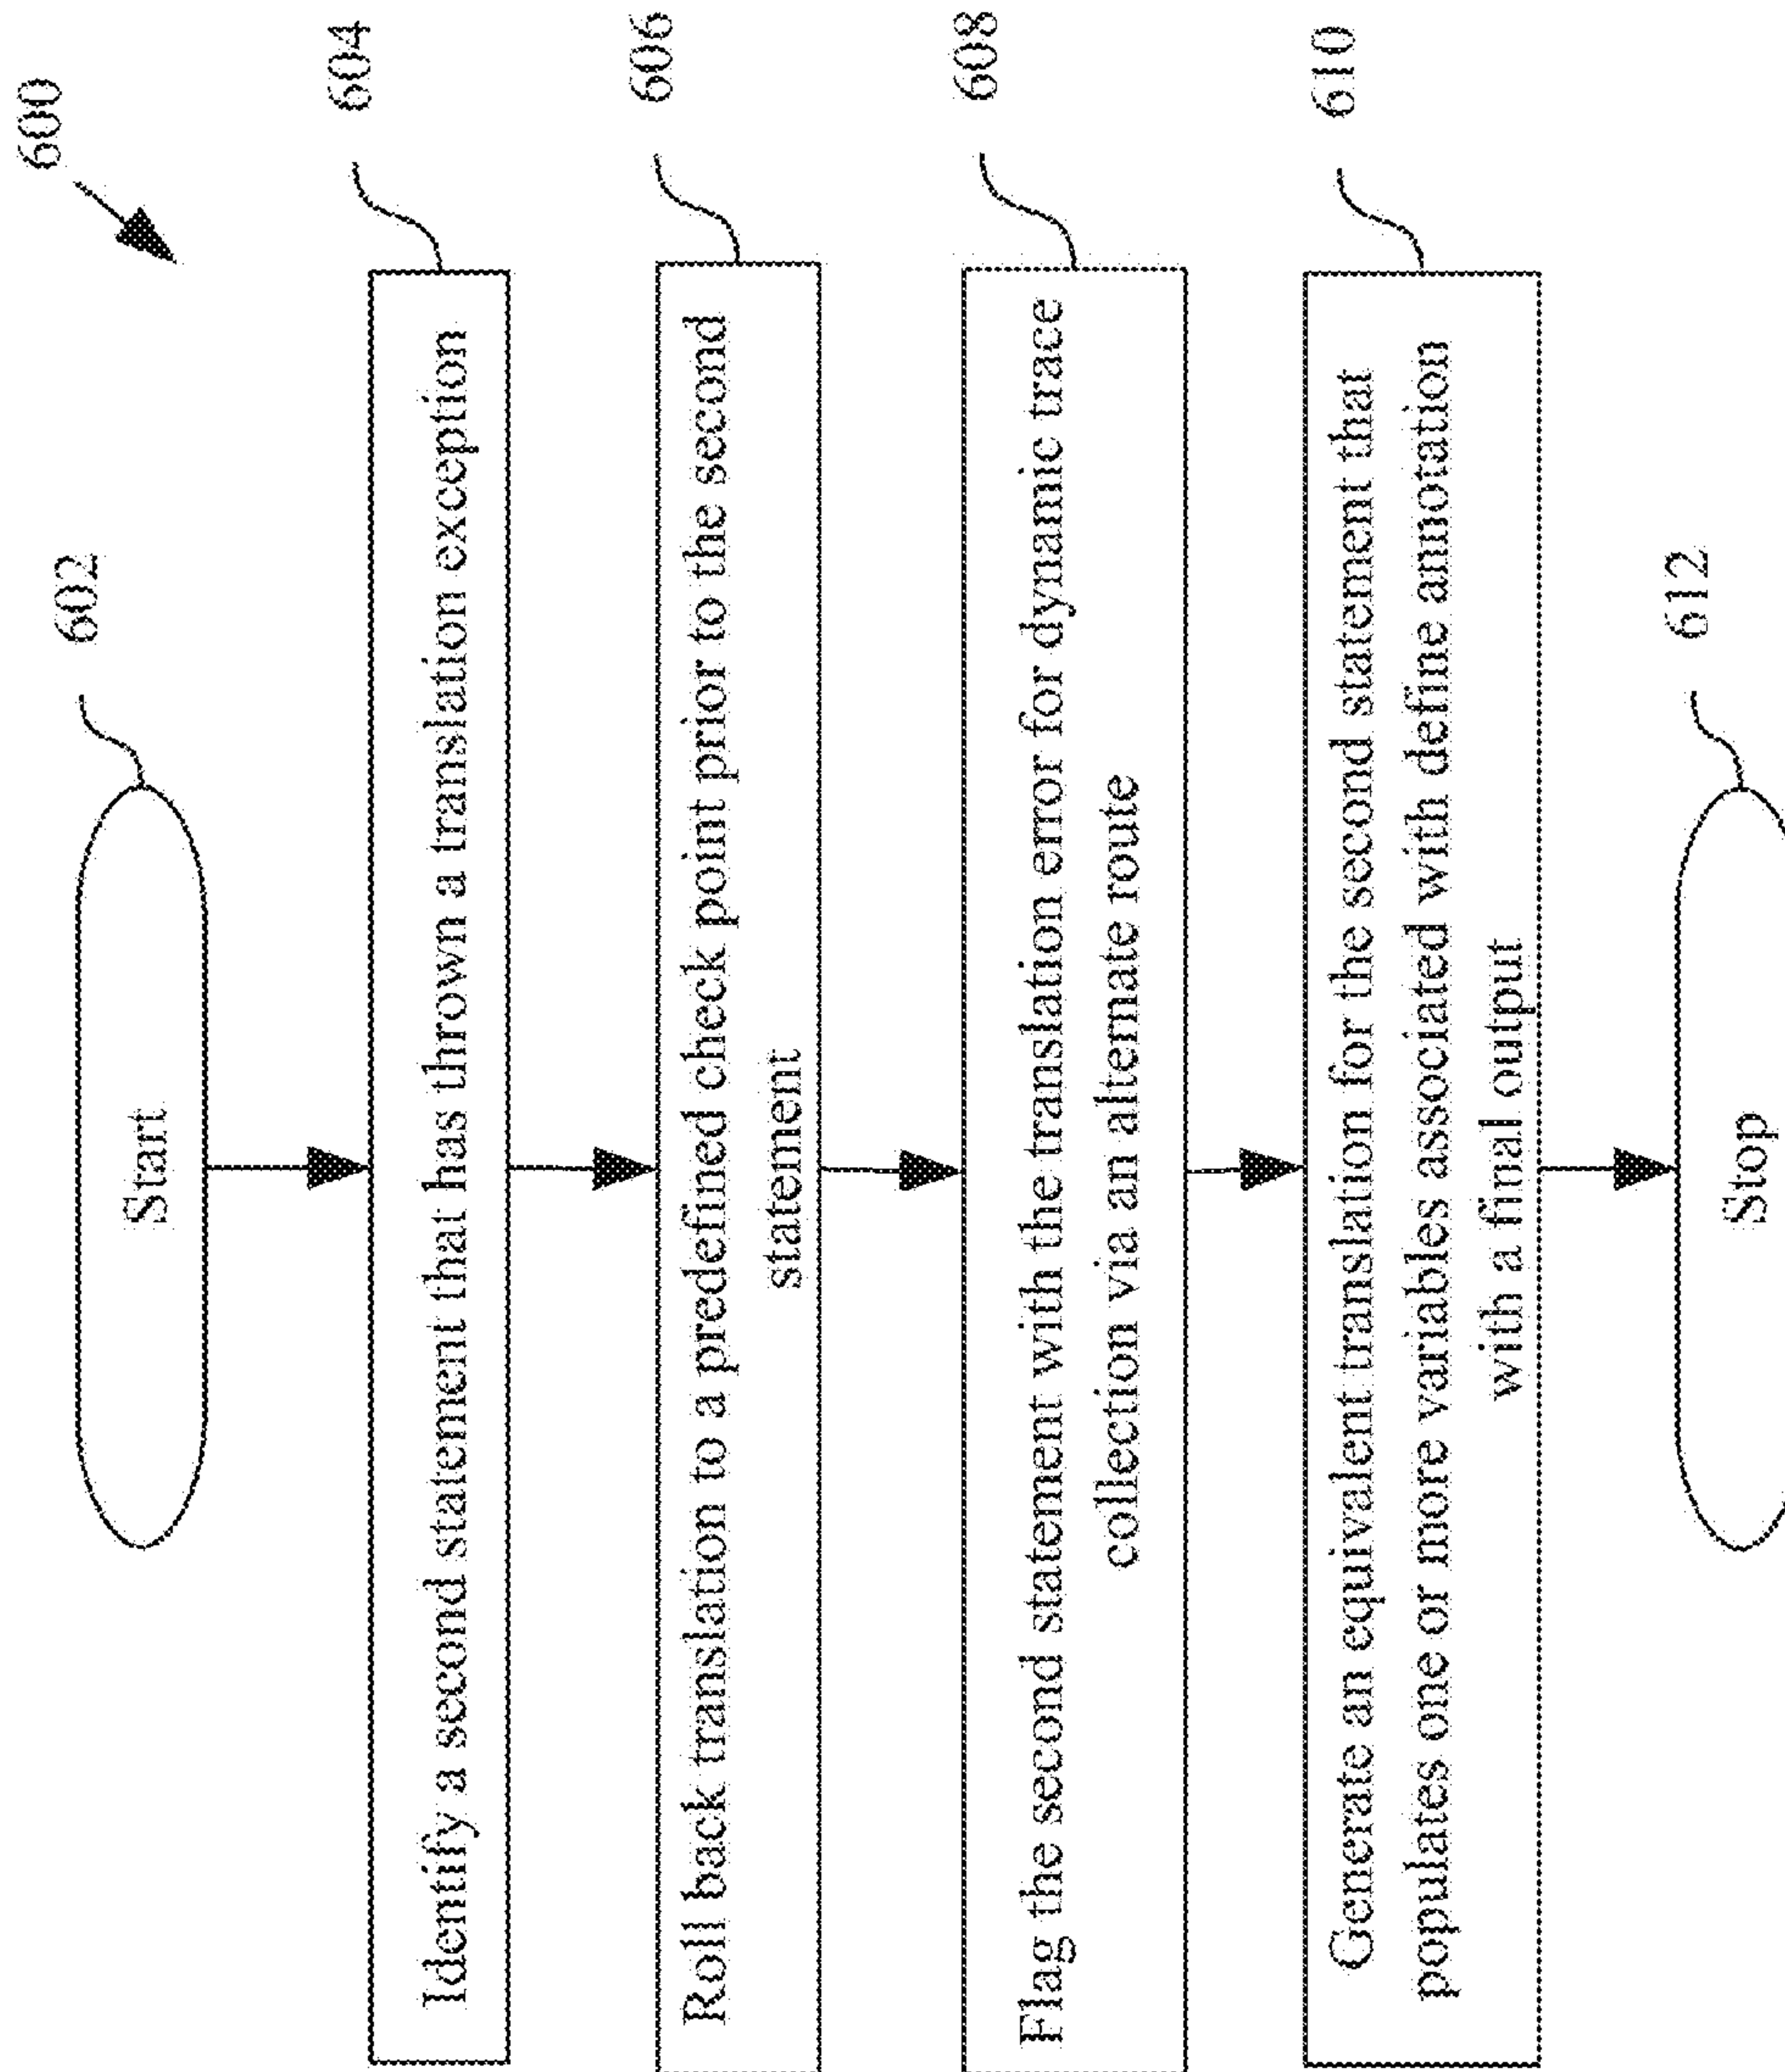 600
602
Start
604
Identify a second statement that has thrown a translation exception
606
Roll back translation to a predefined check point prior to the second
statement
608
Flag the second statement with the translation error for dynamic trace
collection via an alternate route
610
Generate an equivalent translation for the second statement that
populates one or more variables associated with define annotation
with a final output
612
Stop